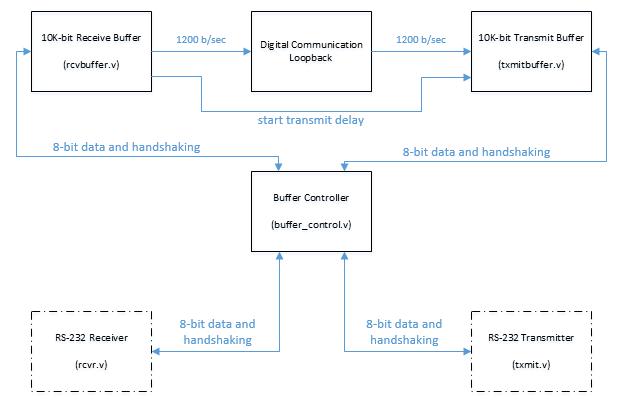 10K-bit Receive Buffer
(rcvbuffer.v)
1200 b/sec
Digital Communication
Loopback
1200 b/sec
10K-bit Transmit Buffer
(txmitbuffer.v)
start transmit delay
8-bit data and handshaking
8-bit data and handshaking
Buffer Controller
(buffer_control.v)
8-bit data and
handshaking
8-bit data and
handshaking
RS-232 Receiver
(rcvr.v)
RS-232 Transmitter
(txmit.v)